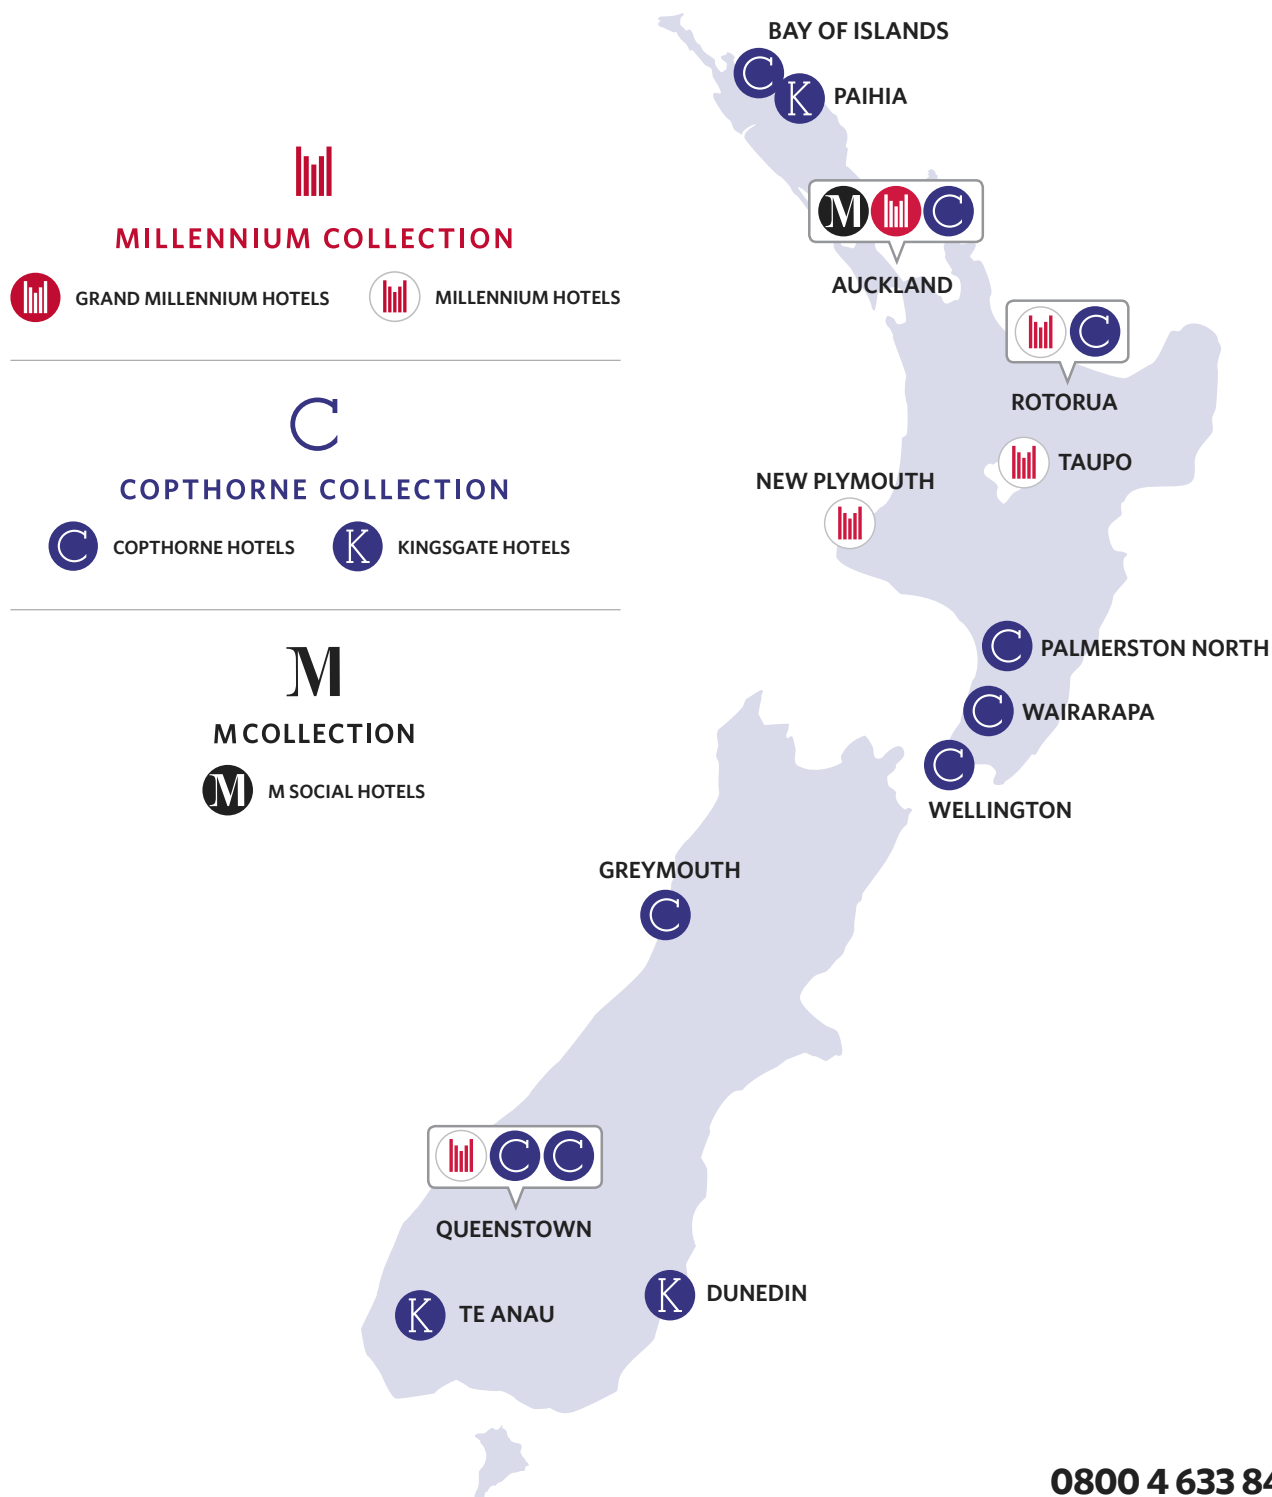 MILLENNIUM COLLECTION
GRAND MILLENNIUM HOTELS
MILLENNIUM HOTELS
C
COPTHORNE COLLECTION
C
COPTHORNE HOTELS
K
KINGSGATE HOTELS
M
M COLLECTION
M
M SOCIAL HOTELS
BAY OF ISLANDS
C
K
PAIHIA
M
C
AUCKLAND
C
ROTORUA
TAUPO
NEW PLYMOUTH
C
PALMERSTON NORTH
C
WAIRARAPA
C
WELLINGTON
GREYMOUTH
C
C C
QUEENSTOWN
K
TE ANAU
K
DUNEDIN
0800 4 633 84